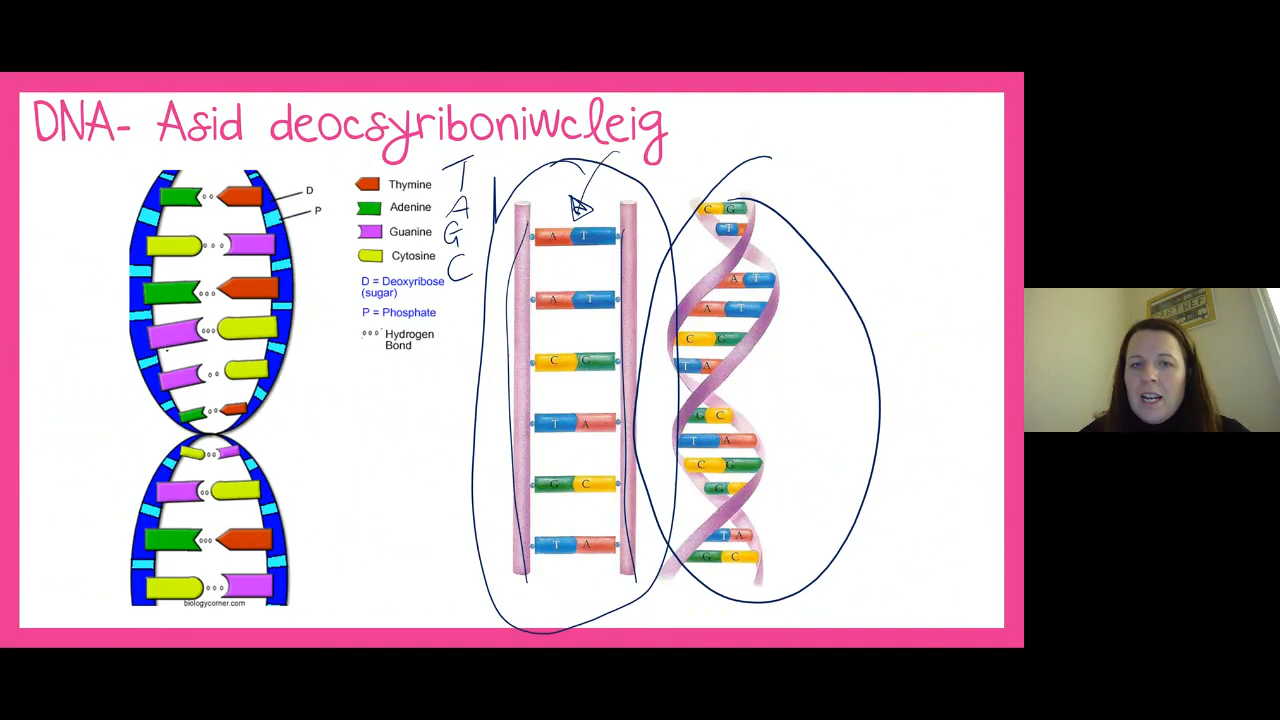 DNA- Asid deocsyriboniwcleig
D
P
Thymine
Adenine
Guanine
Cytosine
D = Deoxyribose
(sugar)
P = Phosphate
Hydrogen
Bond
biologycorner.com
T
A
G
C
A T
A T
C G
T A
G C
T A
C G
T
A T
A T
C G
T A
G C
T A
C G
G
T A
G C